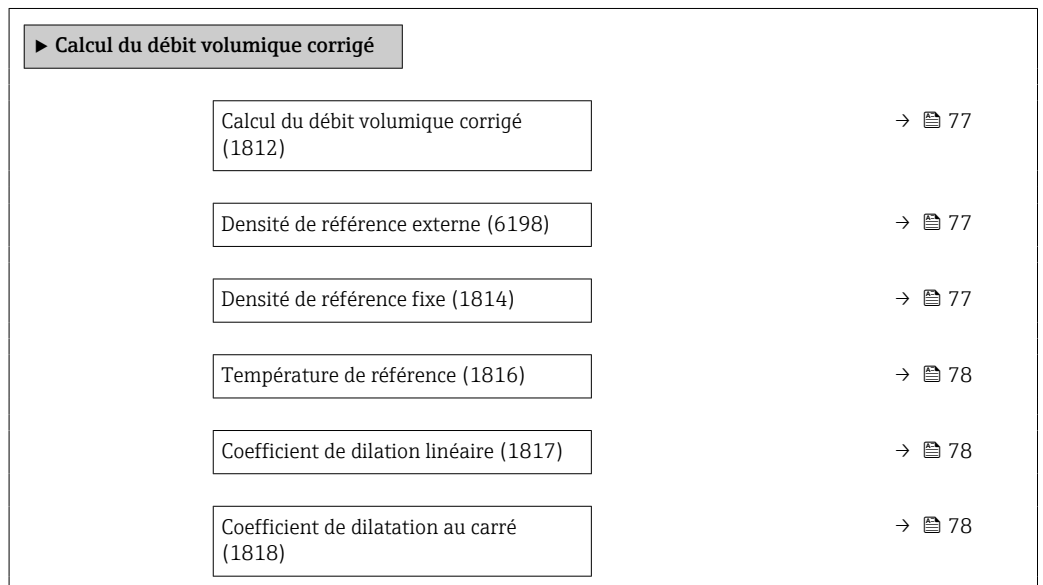 ▶ Calcul du débit volumique corrigé
Calcul du débit volumique corrigé
(1812)
→ 77
Densité de référence externe (6198)
→ 77
Densité de référence fixe (1814)
→ 77
Température de référence (1816)
→ 78
Coefficient de dilation linéaire (1817)
→ 78
Coefficient de dilatation au carré
(1818)
→ 78